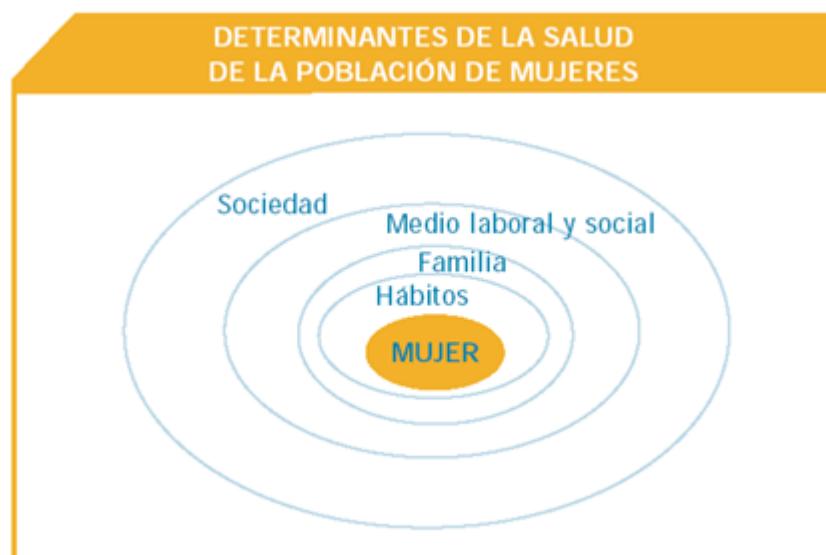 DETERMINANTES DE LA SALUD
DE LA POBLACIÓN DE MUJERES
Sociedad
Medio laboral y social
Familia
Hábitos
MUJER